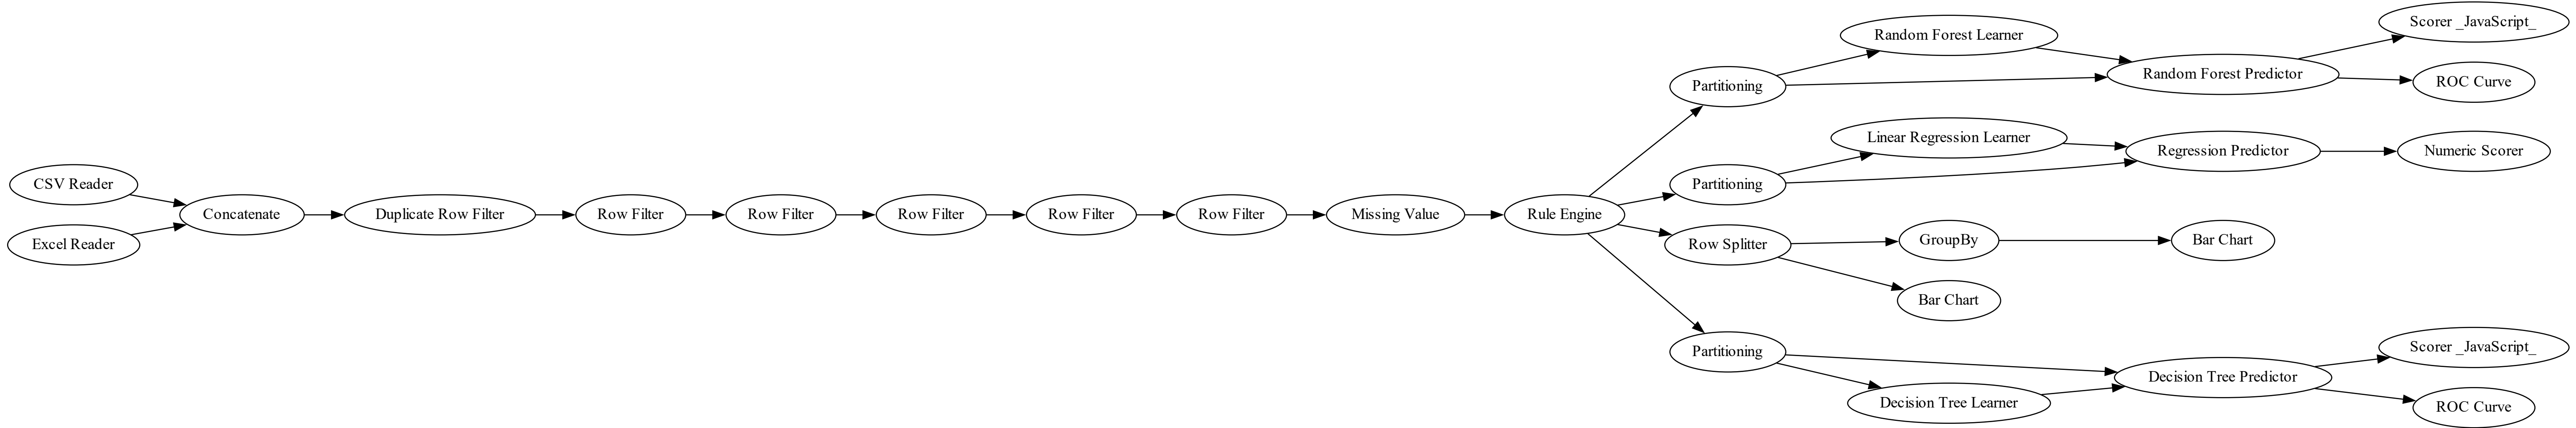 CSV Reader
Excel Reader
Concatenate
Duplicate Row Filter
Row Filter
Row Filter
Row Filter
Row Filter
Row Filter
Missing Value
Rule Engine
Partitioning
Random Forest Learner
Random Forest Predictor
Scorer _JavaScript_
ROC Curve
Partitioning
Linear Regression Learner
Regression Predictor
Numeric Scorer
Row Splitter
GroupBy
Bar Chart
Bar Chart
Partitioning
Decision Tree Learner
Decision Tree Predictor
Scorer _JavaScript_
ROC Curve